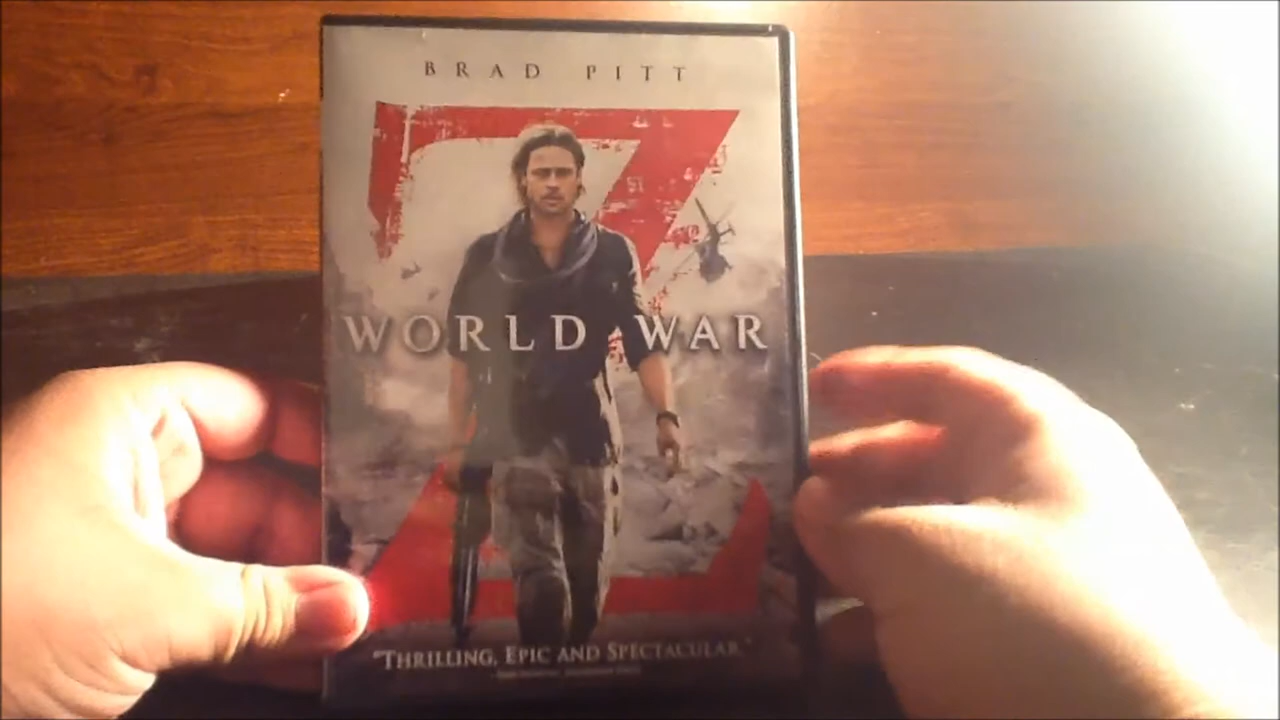 BRAD PITT
Z
WORLD WAR
"THRILLING, EPIC AND SPECTACULAR."